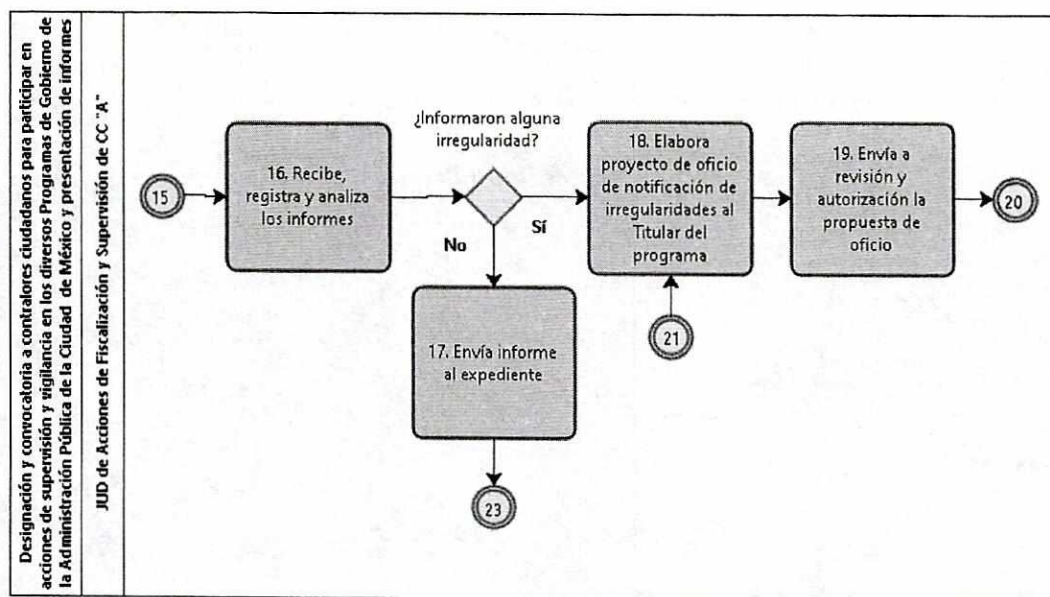 Designación y convocatoria a contralores ciudadanos para participar en
acciones de supervisión y vigilancia en los diversos Programas de Gobierno de
la Administración Pública de la Ciudad de México y presentación de informes
JUD de Acciones de Fiscalización y Supervisión de CC "A"
15
16. Recibe,
registra y analiza
los informes
¿Informaron alguna
irregularidad?
No
Sí
17. Envía informe
al expediente
23
18. Elabora
proyecto de oficio
de notificación de
irregularidades al
Titular del
programa
21
19. Envía a
revisión y
autorización la
propuesta de
oficio
20